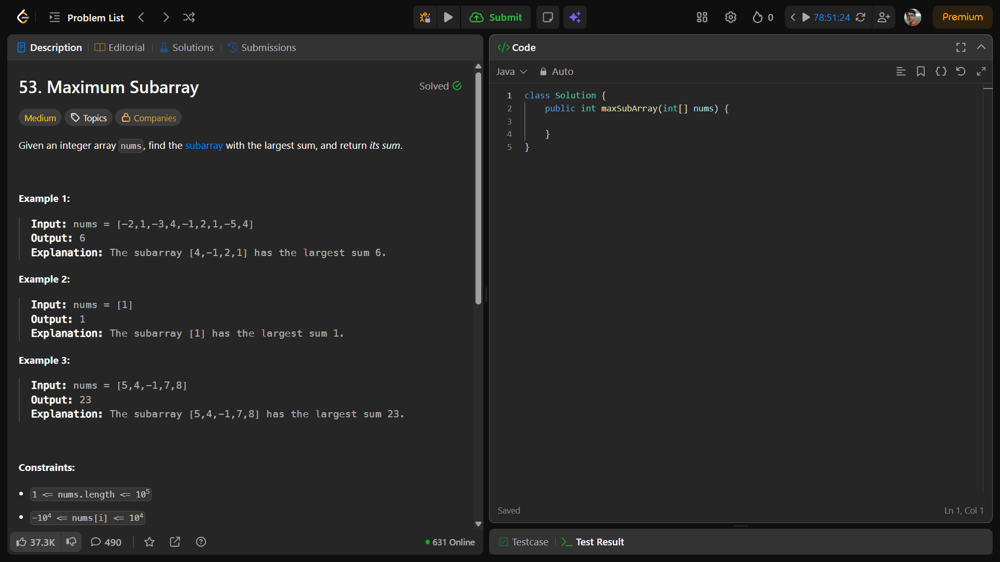 Problem List
Submit
0
78:51:24
Premium
Description
Editorial
Solutions
Submissions
53. Maximum Subarray
Solved
Medium
Topics
Companies
Given an integer array nums, find the subarray with the largest sum, and return its sum.
Example 1:
Input: nums = [-2,1,-3,4,-1,2,1,-5,4]
Output: 6
Explanation: The subarray [4,-1,2,1] has the largest sum 6.
Example 2:
Input: nums = [1]
Output: 1
Explanation: The subarray [1] has the largest sum 1.
Example 3:
Input: nums = [5,4,-1,7,8]
Output: 23
Explanation: The subarray [5,4,-1,7,8] has the largest sum 23.
Constraints:
• 1 <= nums.length <= 10⁵
• -10⁴ <= nums[i] <= 10⁴
37.3K
490
631 Online
</> Code
Java
Auto
1 class Solution {
2     public int maxSubArray(int[] nums) {
3
4     }
5 }
Saved
Ln 1, Col 1
Testcase
Test Result